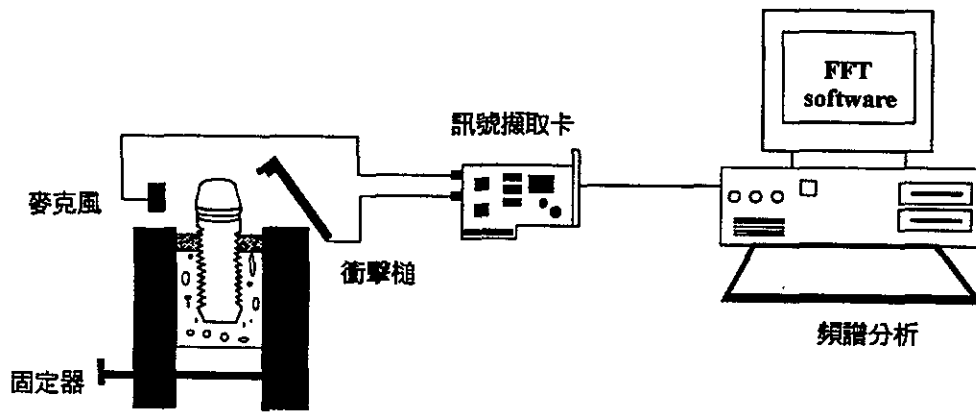 FFT
software
訊號擷取卡
麥克風
衝擊槌
頻譜分析
固定器